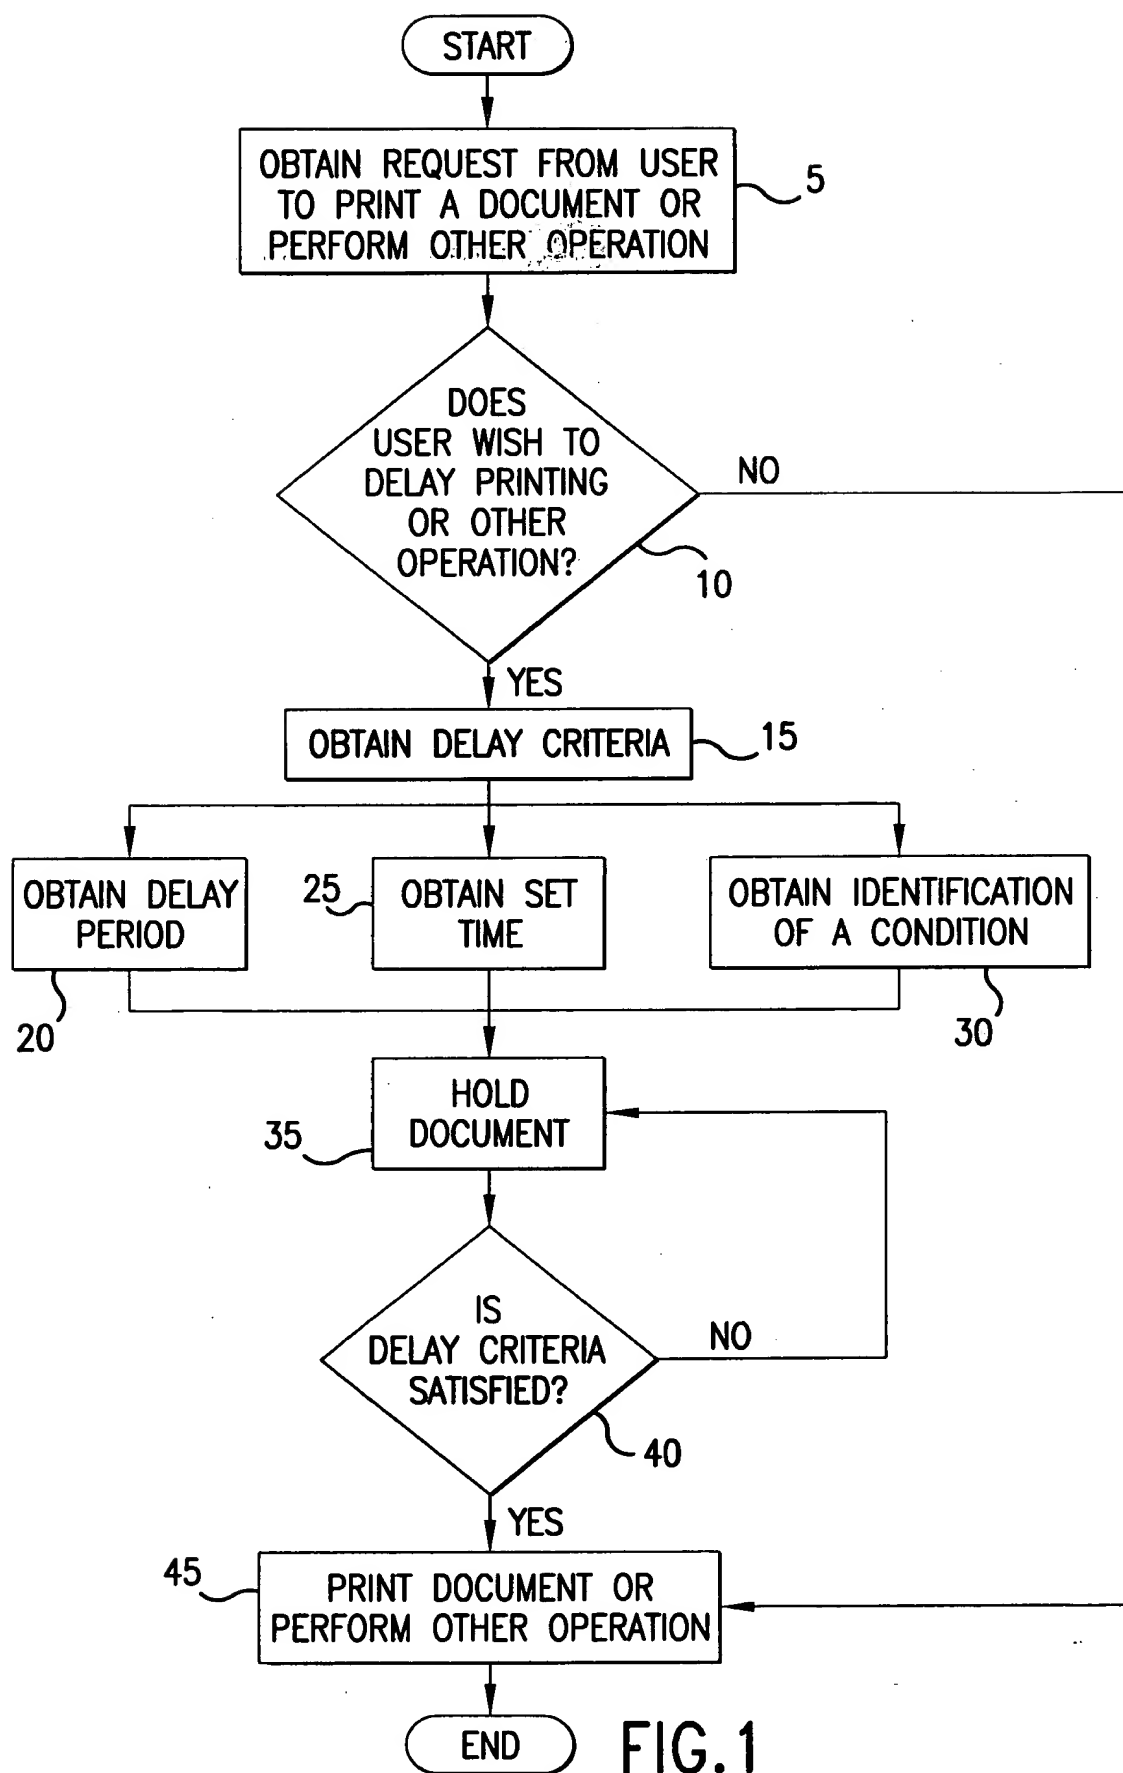 START
OBTAIN REQUEST FROM USER
TO PRINT A DOCUMENT OR
PERFORM OTHER OPERATION
5
DOES
USER WISH TO
DELAY PRINTING
OR OTHER
OPERATION?
NO
10
YES
OBTAIN DELAY CRITERIA
15
OBTAIN DELAY
PERIOD
20
25
OBTAIN SET
TIME
OBTAIN IDENTIFICATION
OF A CONDITION
30
HOLD
DOCUMENT
35
IS
DELAY CRITERIA
SATISFIED?
NO
40
YES
45
PRINT DOCUMENT OR
PERFORM OTHER OPERATION
END
FIG.1